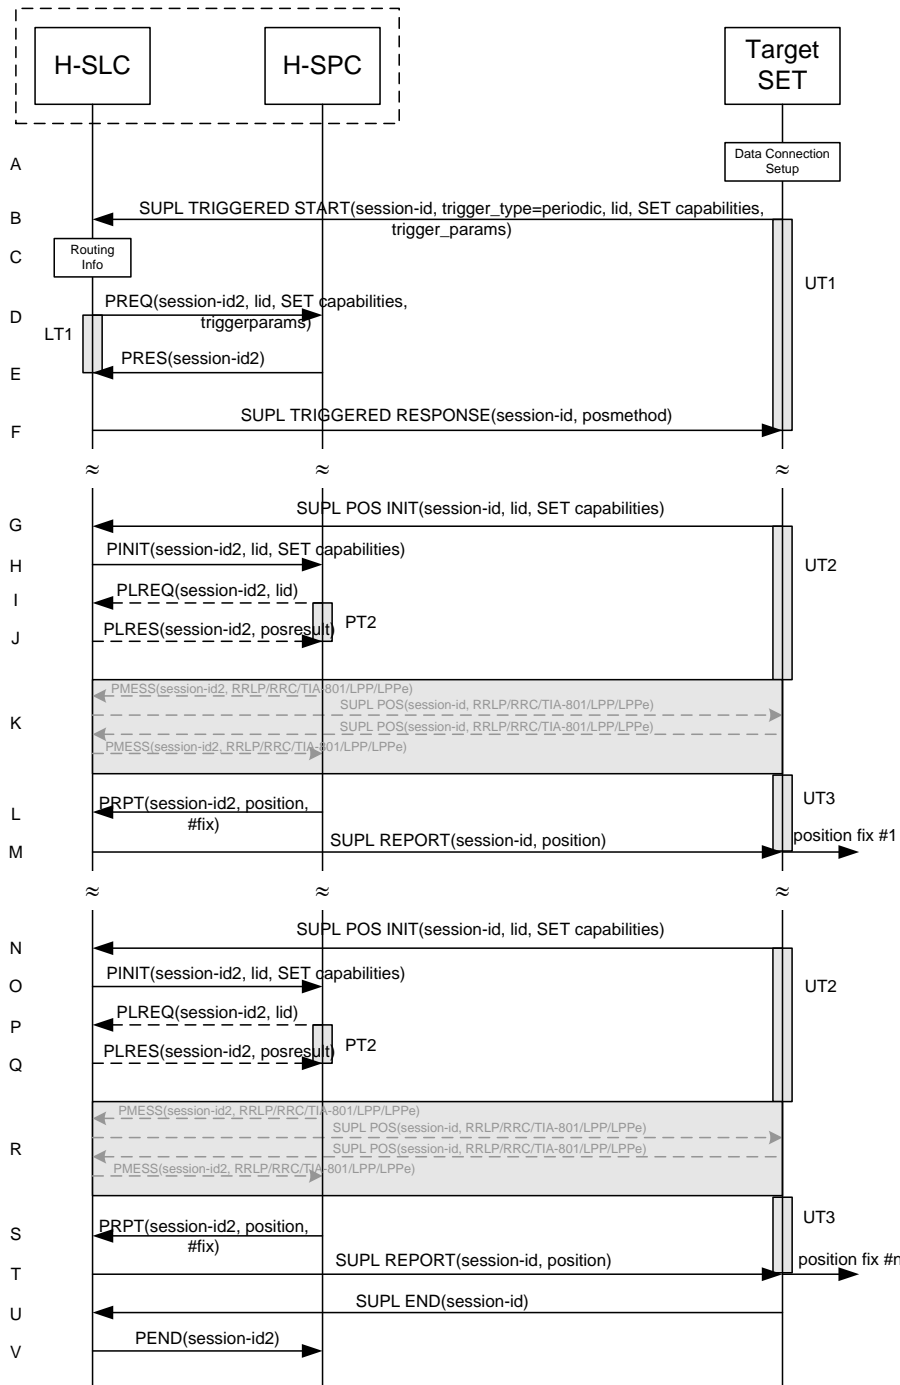 H-SLC
H-SPC
Target
SET
A
Data Connection
Setup
B
SUPL TRIGGERED START(session-id, trigger_type=periodic, lid, SET capabilities,
trigger_params)
C
Routing
Info
UT1
D
PREQ(session-id2, lid, SET capabilities,
triggerparams)
LT1
E
PRES(session-id2)
F
SUPL TRIGGERED RESPONSE(session-id, posmethod)
≈ ≈ ≈
G
SUPL POS INIT(session-id, lid, SET capabilities)
H
PINIT(session-id2, lid, SET capabilities)
UT2
I
PLREQ(session-id2, lid)
J
PLRES(session-id2, posresult)
PT2
PMESS(session-id2, RRLP/RRC/TIA-801/LPP/LPPe)
SUPL POS(session-id, RRLP/RRC/TIA-801/LPP/LPPe)
K
SUPL POS(session-id, RRLP/RRC/TIA-801/LPP/LPPe)
PMESS(session-id2, RRLP/RRC/TIA-801/LPP/LPPe)
UT3
L
PRPT(session-id2, position,
#fix)
M
SUPL REPORT(session-id, position)
position fix #1
≈ ≈ ≈
N
SUPL POS INIT(session-id, lid, SET capabilities)
O
PINIT(session-id2, lid, SET capabilities)
UT2
P
PLREQ(session-id2, lid)
Q
PLRES(session-id2, posresult)
PT2
PMESS(session-id2, RRLP/RRC/TIA-801/LPP/LPPe)
SUPL POS(session-id, RRLP/RRC/TIA-801/LPP/LPPe)
R
SUPL POS(session-id, RRLP/RRC/TIA-801/LPP/LPPe)
PMESS(session-id2, RRLP/RRC/TIA-801/LPP/LPPe)
UT3
S
PRPT(session-id2, position,
#fix)
T
SUPL REPORT(session-id, position)
position fix #n
U
SUPL END(session-id)
V
PEND(session-id2)